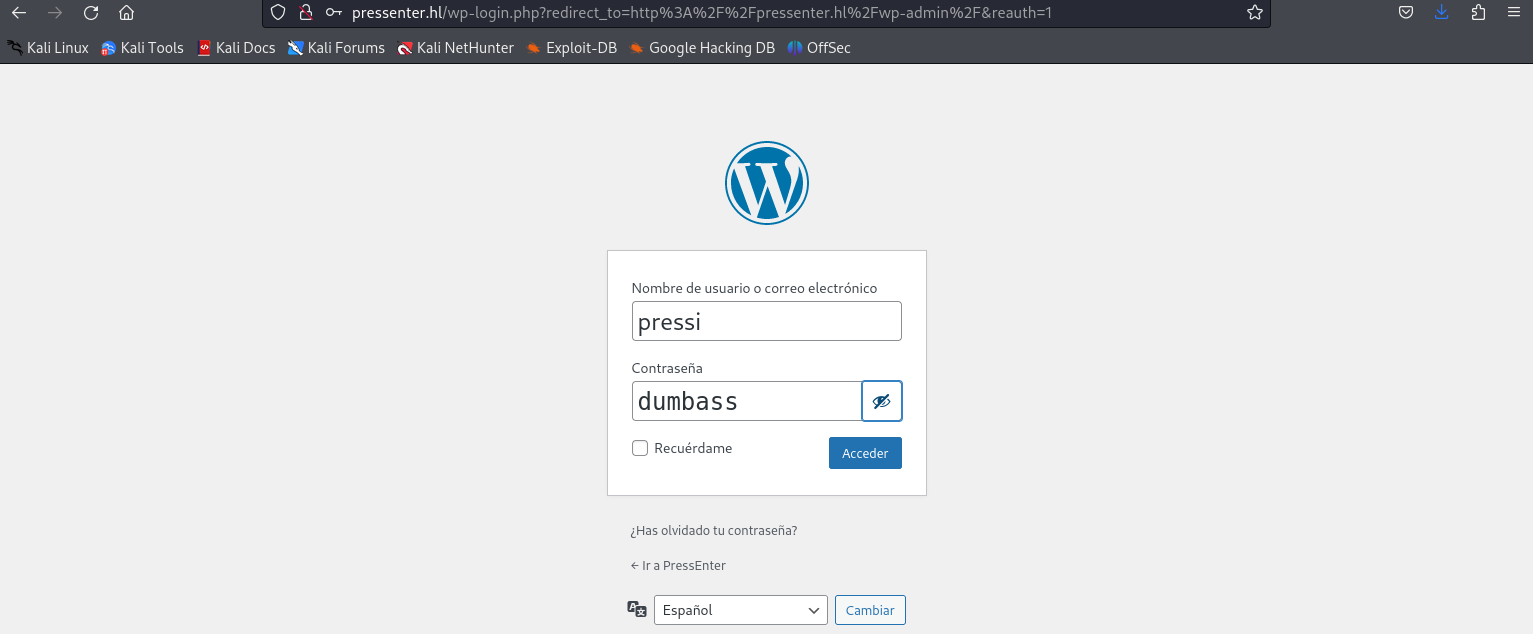 pressenter.hl/wp-login.php?redirect_to=http%3A%2F%2Fpressenter.hl%2Fwp-admin%2F&reauth=1
Kali Linux Kali Tools Kali Docs Kali Forums Kali NetHunter Exploit-DB Google Hacking DB OffSec
Nombre de usuario o correo electrónico
pressi
Contraseña
dumbass
Recuérdame Acceder
¿Has olvidado tu contraseña?
← Ir a PressEnter
Español Cambiar